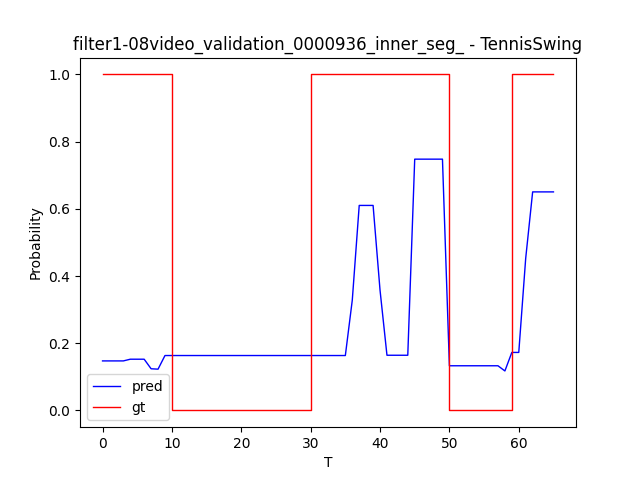 filter1-08video_validation_0000936_inner_seg_ - TennisSwing
1.0
0.8
0.6
0.4
0.2
0.0
Probability
pred
gt
0 10 20 30 40 50 60
T